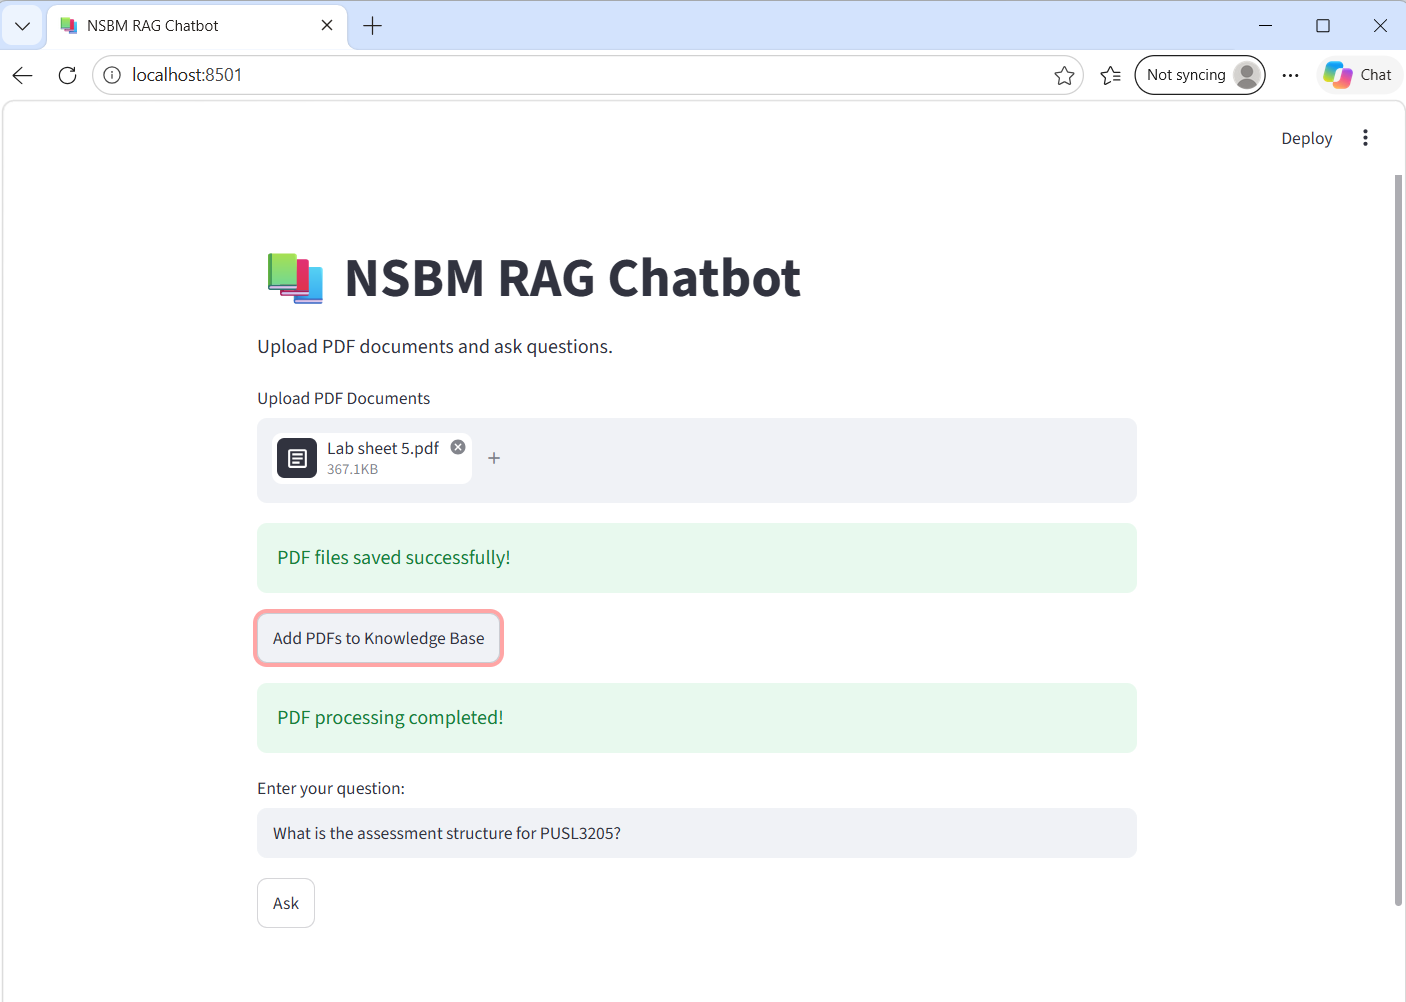 NSBM RAG Chatbot
localhost:8501
Not syncing
Chat
Deploy
NSBM RAG Chatbot
Upload PDF documents and ask questions.
Upload PDF Documents
Lab sheet 5.pdf
367.1KB
PDF files saved successfully!
Add PDFs to Knowledge Base
PDF processing completed!
Enter your question:
What is the assessment structure for PUSL3205?
Ask